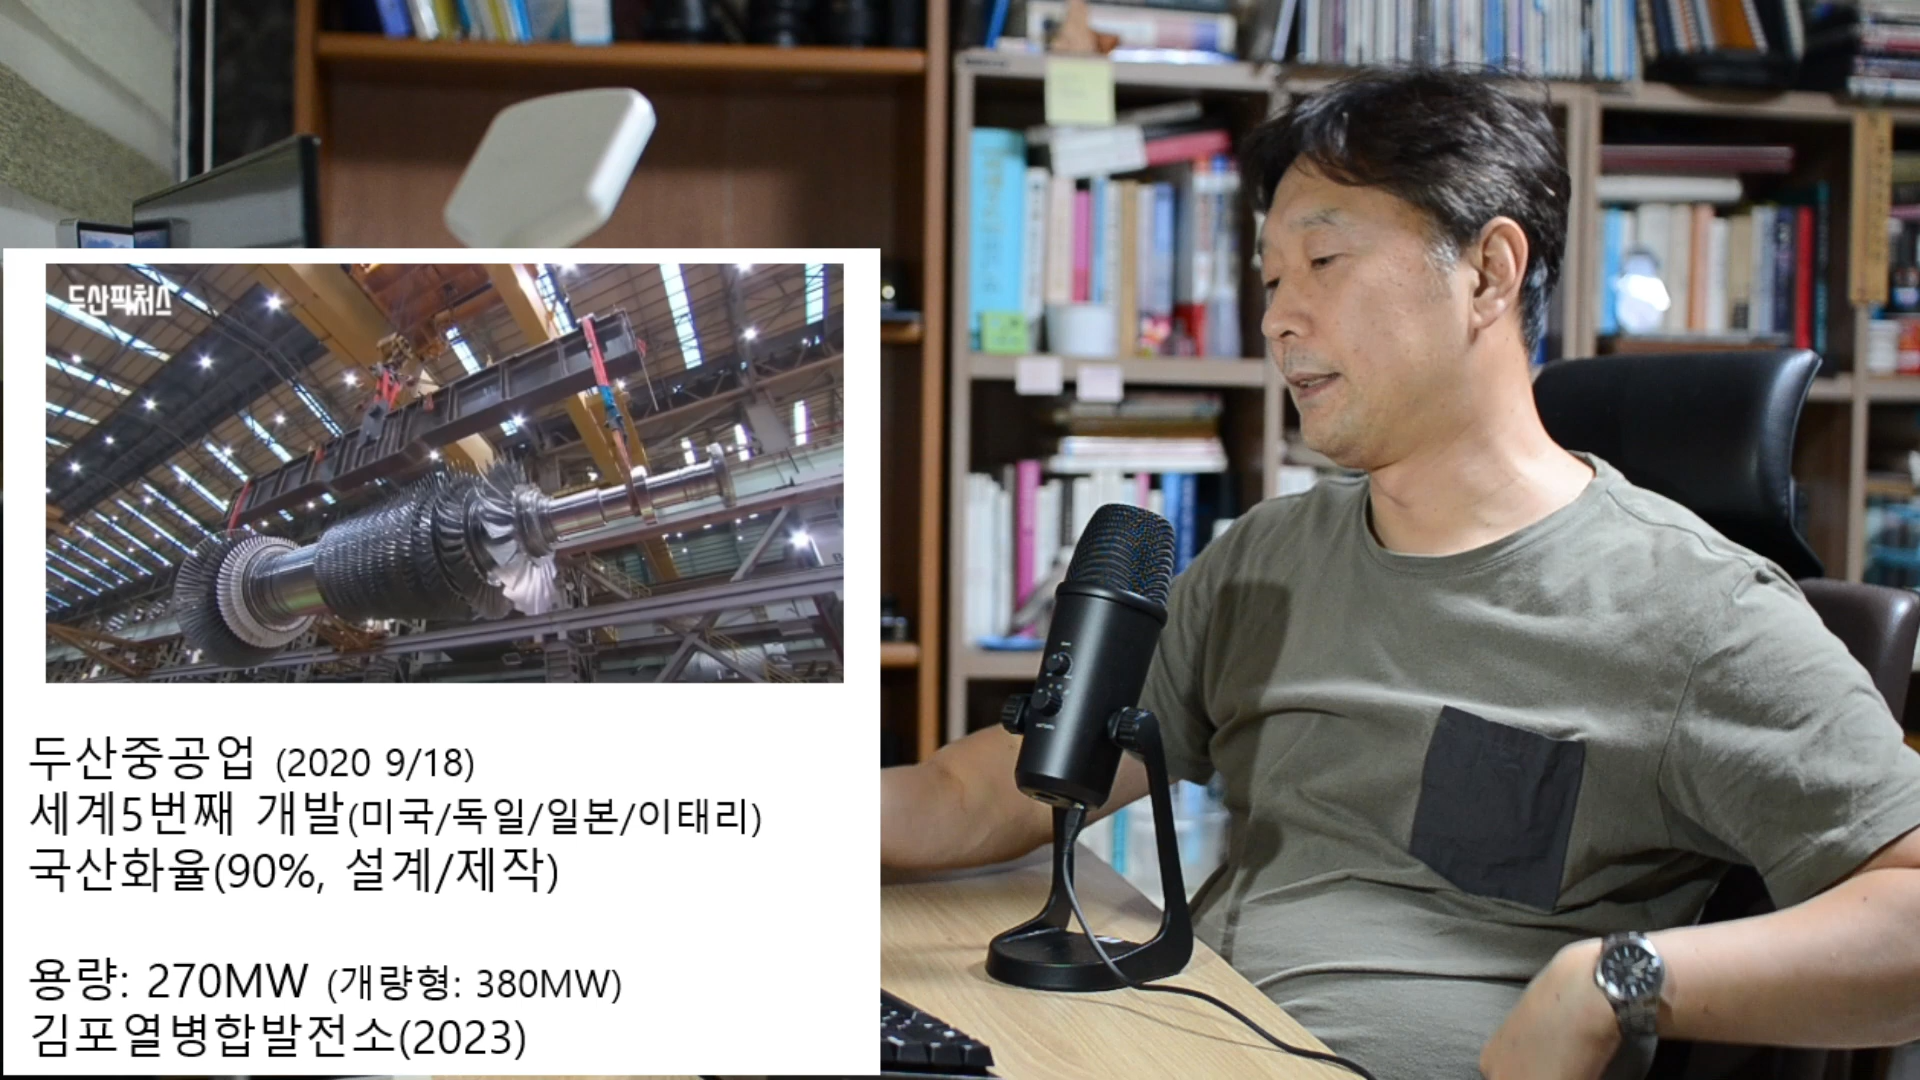 두산픽처스
두산중공업 (2020 9/18)
세계5번째 개발(미국/독일/일본/이태리)
국산화율(90%, 설계/제작)
용량: 270MW (개량형: 380MW)
김포열병합발전소(2023)